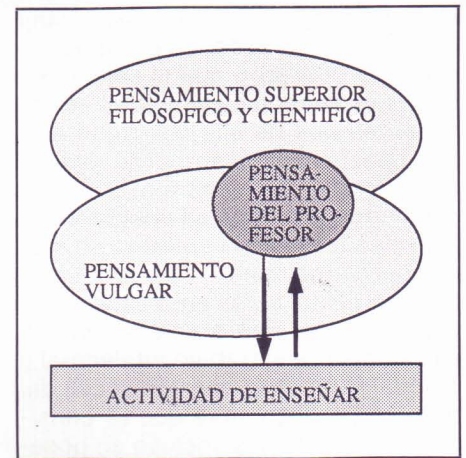 PENSAMIENTO SUPERIOR
FILOSOFICO Y CIENTIFICO
PENSA-
MIENTO
DEL PRO-
FESOR
PENSAMIENTO
VULGAR
ACTIVIDAD DE ENSEÑAR